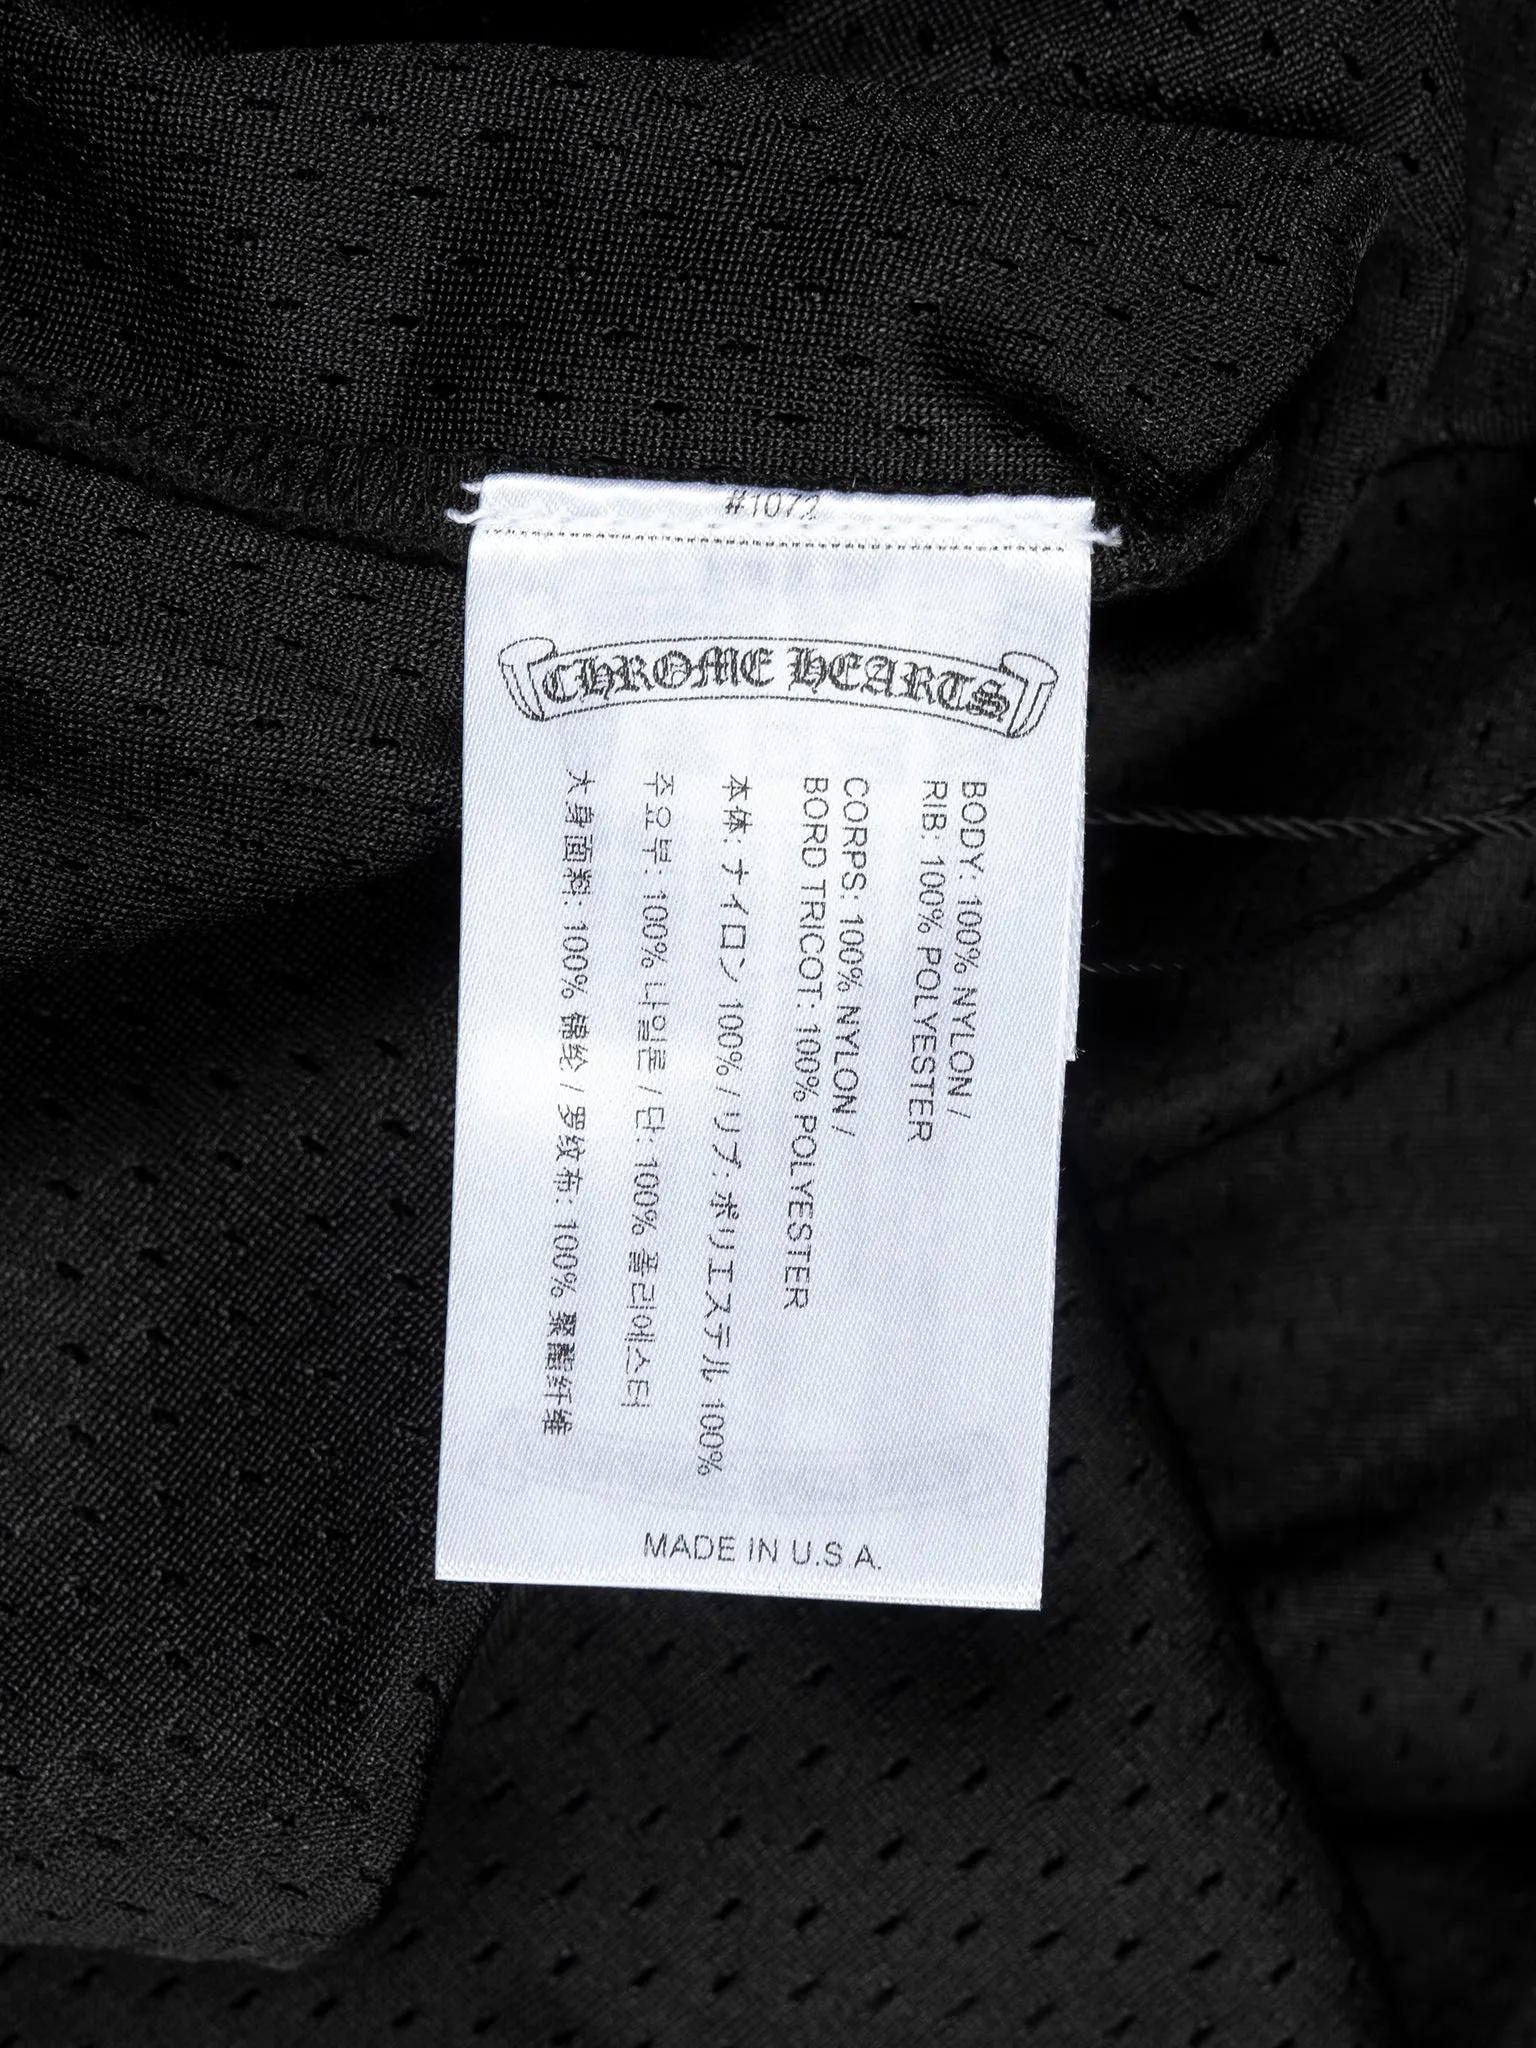 #1072
CHROME HEARTS
BODY: 100% NYLON /
RIB: 100% POLYESTER
CORPS: 100% NYLON /
BORD TRICOT: 100% POLYESTER
本体: ナイロン 100% / リブ: ポリエステル 100%
주요부: 100% 나일론 / 단: 100% 폴리에스터
大身面料: 100% 锦纶 / 罗纹布: 100% 聚酯纤维
MADE IN U.S.A.